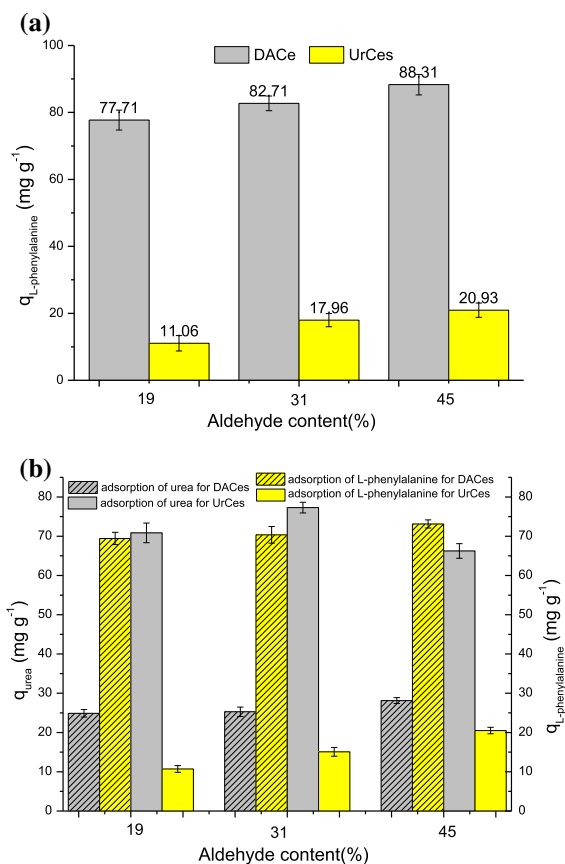 (a)
DACe UrCes
100
80
60
40
20
0
77.71
82.71
88.31
11.06
17.96
20.93
qL-phenylalanine (mg g-1)
19 31 45
Aldehyde content(%)
(b)
adsorption of urea for DACes
adsorption of urea for UrCes
adsorption of L-phenylalanine for DACes
adsorption of L-phenylalanine for UrCes
80 80
70 70
60 60
50 50
40 40
30 30
20 20
10 10
0 0
qurea (mg g-1)
qL-phenylalanine (mg g-1)
19 31 45
Aldehyde content(%)